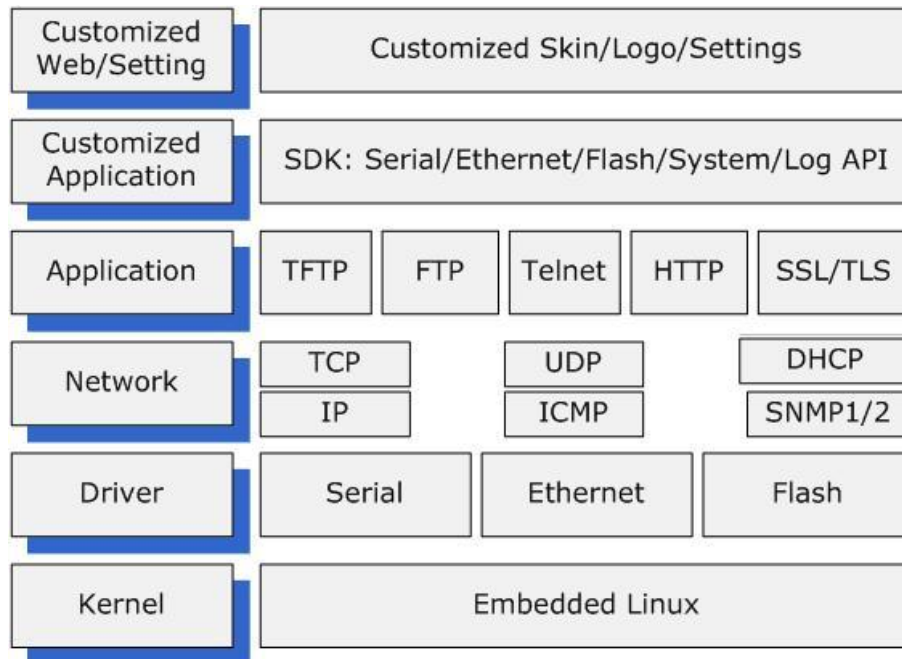 Customized
Web/Setting
Customized Skin/Logo/Settings
Customized
Application
SDK: Serial/Ethernet/Flash/System/Log API
Application
TFTP
FTP
Telnet
HTTP
SSL/TLS
Network
TCP
UDP
DHCP
IP
ICMP
SNMP1/2
Driver
Serial
Ethernet
Flash
Kernel
Embedded Linux